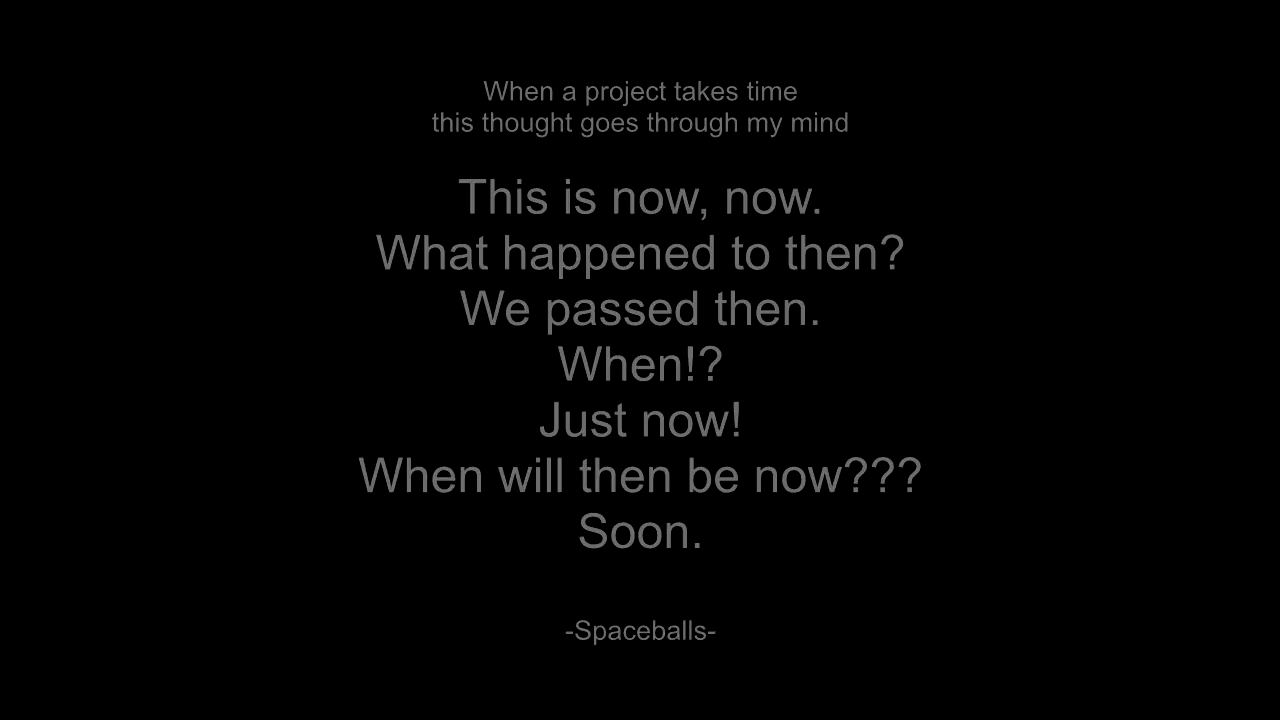 When a project takes time
this thought goes through my mind
This is now, now.
What happened to then?
We passed then.
When!?
Just now!
When will then be now???
Soon.
-Spaceballs-